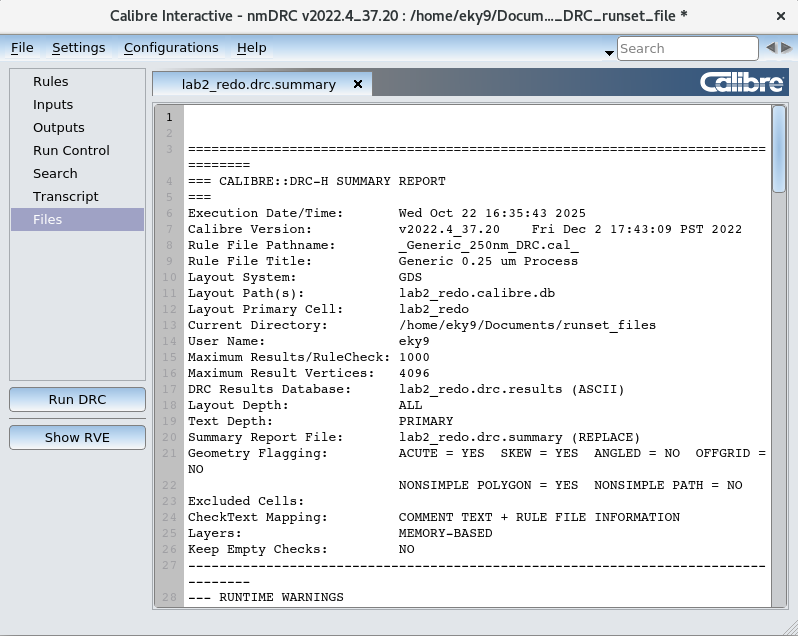 Calibre Interactive - nmDRC v2022.4_37.20 : /home/eky9/Docum..._DRC_runset_file *
File Settings Configurations Help Search
Rules
Inputs
Outputs
Run Control
Search
Transcript
Files
Run DRC
Show RVE
lab2_redo.drc.summary
Calibre
1
2
3 ==========================================================================
========
4 === CALIBRE::DRC-H SUMMARY REPORT
5 ===
6 Execution Date/Time: Wed Oct 22 16:35:43 2025
7 Calibre Version: v2022.4_37.20 Fri Dec 2 17:43:09 PST 2022
8 Rule File Pathname: _Generic_250nm_DRC.cal_
9 Rule File Title: Generic 0.25 um Process
10 Layout System: GDS
11 Layout Path(s): lab2_redo.calibre.db
12 Layout Primary Cell: lab2_redo
13 Current Directory: /home/eky9/Documents/runset_files
14 User Name: eky9
15 Maximum Results/RuleCheck: 1000
16 Maximum Result Vertices: 4096
17 DRC Results Database: lab2_redo.drc.results (ASCII)
18 Layout Depth: ALL
19 Text Depth: PRIMARY
20 Summary Report File: lab2_redo.drc.summary (REPLACE)
21 Geometry Flagging: ACUTE = YES SKEW = YES ANGLED = NO OFFGRID =
NO
22 NONSIMPLE POLYGON = YES NONSIMPLE PATH = NO
23 Excluded Cells:
24 CheckText Mapping: COMMENT TEXT + RULE FILE INFORMATION
25 Layers: MEMORY-BASED
26 Keep Empty Checks: NO
27 --------------------------------------------------------------------------
--------
28 --- RUNTIME WARNINGS